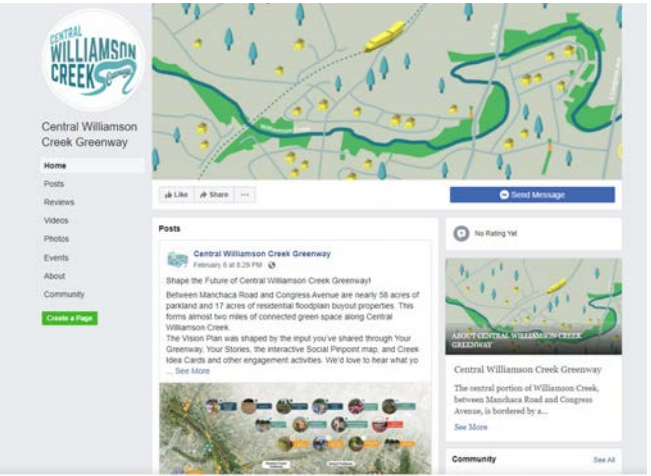 CENTRAL
WILLIAMSON
CREEK Greenway
Central Williamson
Creek Greenway
Home
Posts
Reviews
Videos
Photos
Events
About
Community
Create a Page
Like
Share
Send Message
Posts
Central Williamson Creek Greenway
February 6 at 8:29 PM
Shape the Future of Central Williamson Creek Greenway!
Between Manchaca Road and Congress Avenue are nearly 58 acres of
parkland and 17 acres of residential floodplain buyout properties. This
forms almost two miles of connected green space along Central
Williamson Creek.
The Vision Plan was shaped by the input you've shared through Your
Greenway, Your Stories, the interactive Social Pinpoint map, and Creek
Idea Cards and other engagement activities. We'd love to hear what yo
... See More
No Rating Yet
ABOUT CENTRAL WILLIAMSON CREEK
GREENWAY
Central Williamson Creek Greenway
The central portion of Williamson Creek,
between Manchaca Road and Congress
Avenue, is bordered by a...
See More
Community
See All